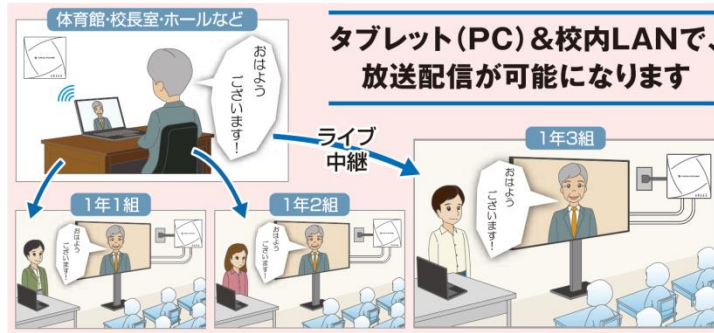 体育館・校長室・ホールなど
タブレット（PC）&校内LANで、
放送配信が可能になります
おはよう
ございます！
ライブ
中継
1年3組
おはよう
ございます！
1年1組
おはよう
ございます！
1年2組
おはよう
ございます！